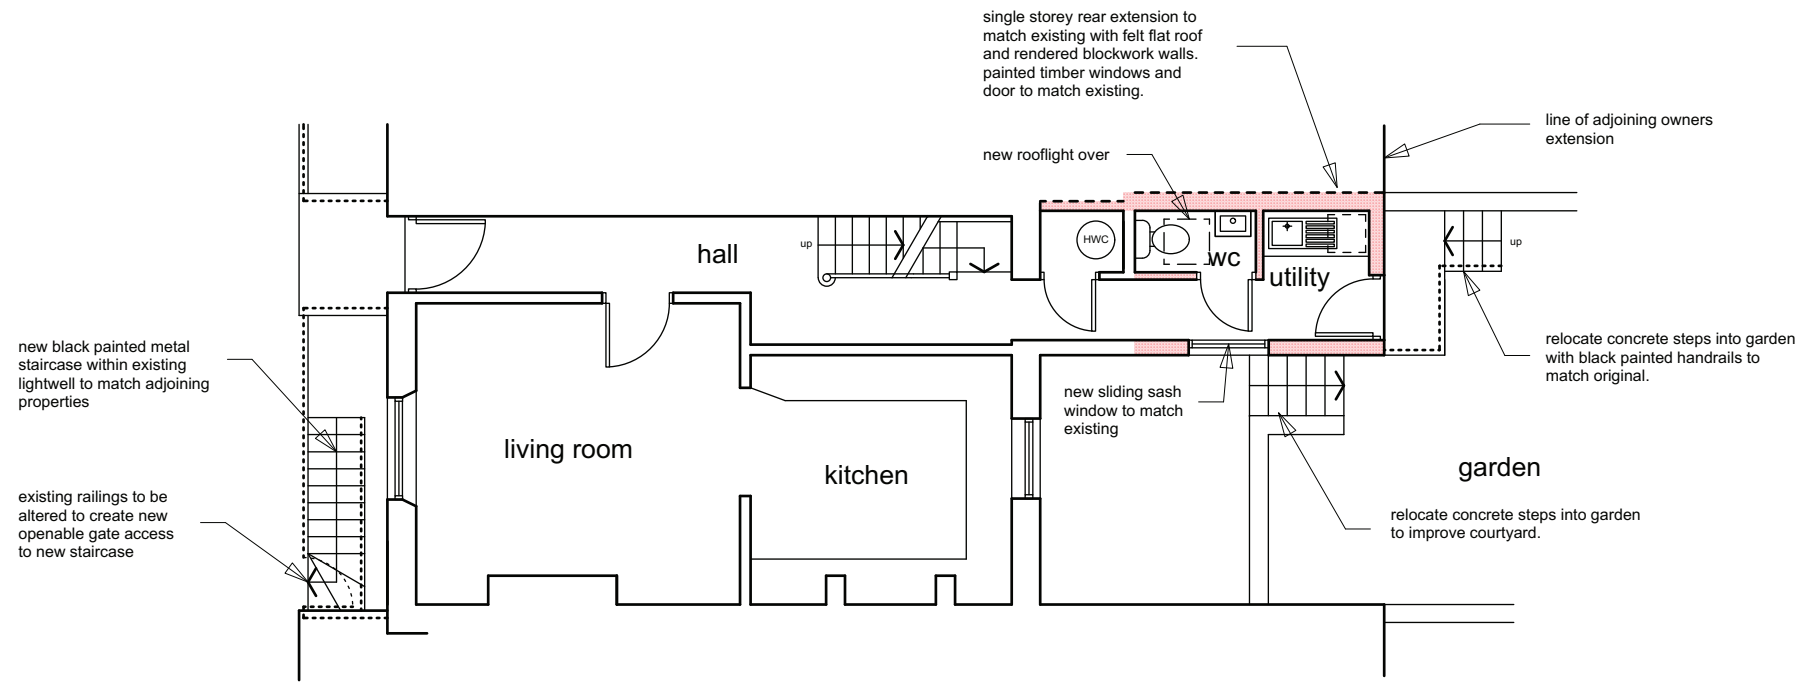 single storey rear extension to
match existing with felt flat roof
and rendered blockwork walls.
painted timber windows and
door to match existing.
line of adjoining owners
extension
new rooflight over
up
hall
HWC
wc
utility
up
new black painted metal
staircase within existing
lightwell to match adjoining
properties
relocate concrete steps into garden
with black painted handrails to
match original.
new sliding sash
window to match
existing
living room
kitchen
garden
existing railings to be
altered to create new
openable gate access
to new staircase
relocate concrete steps into garden
to improve courtyard.